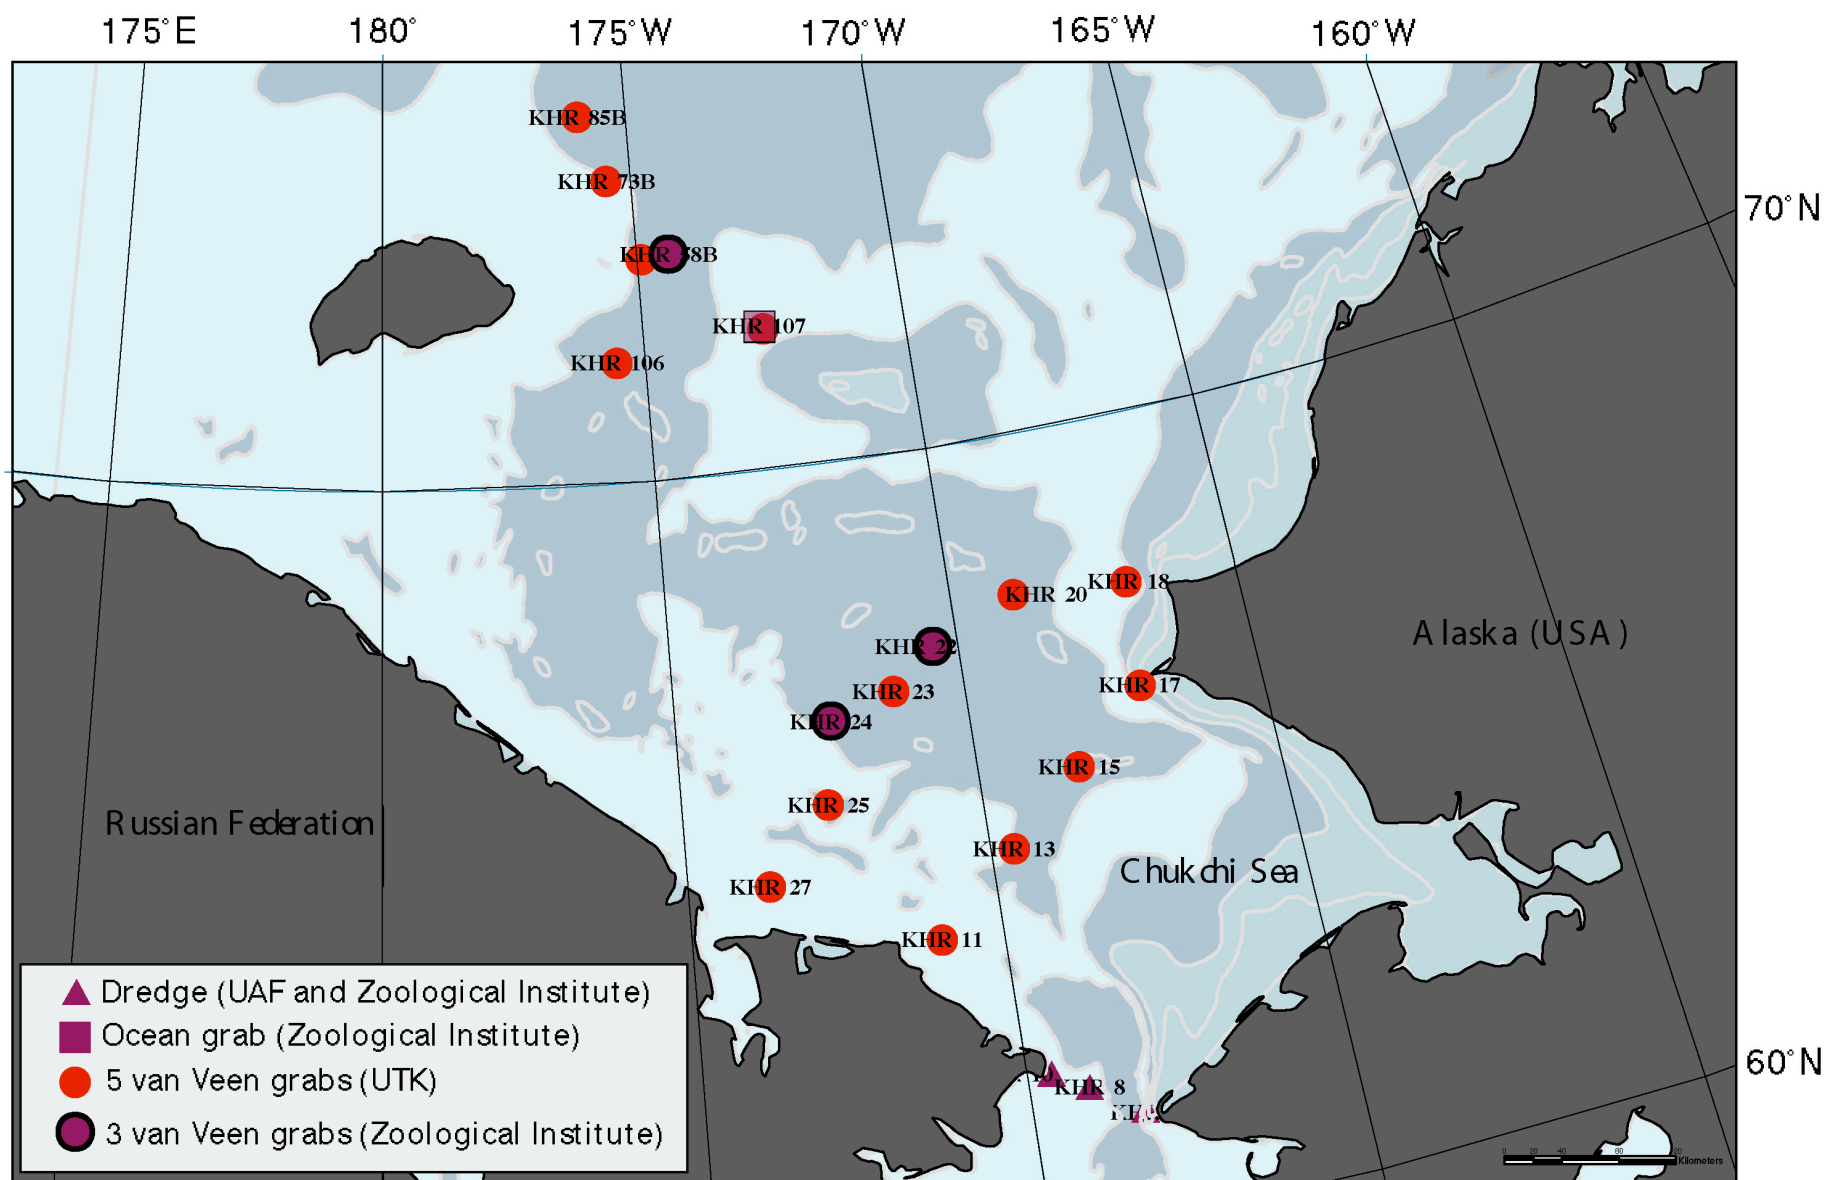 175°E 180° 175°W 170°W 165°W 160°W
KHR 85B
KHR 73B
70°N
KHR 58B
KHR 107
KHR 106
KHR 18
KHR 20
Alaska (USA)
KHR 22
KHR 17
KHR 23
KHR 24
KHR 15
KHR 25
Russian Federation
KHR 13
Chukchi Sea
KHR 27
KHR 11
Dredge (UAF and Zoological Institute)
Ocean grab (Zoological Institute)
5 van Veen grabs (UTK)
3 van Veen grabs (Zoological Institute)
60°N
KHR 8
Kilometers